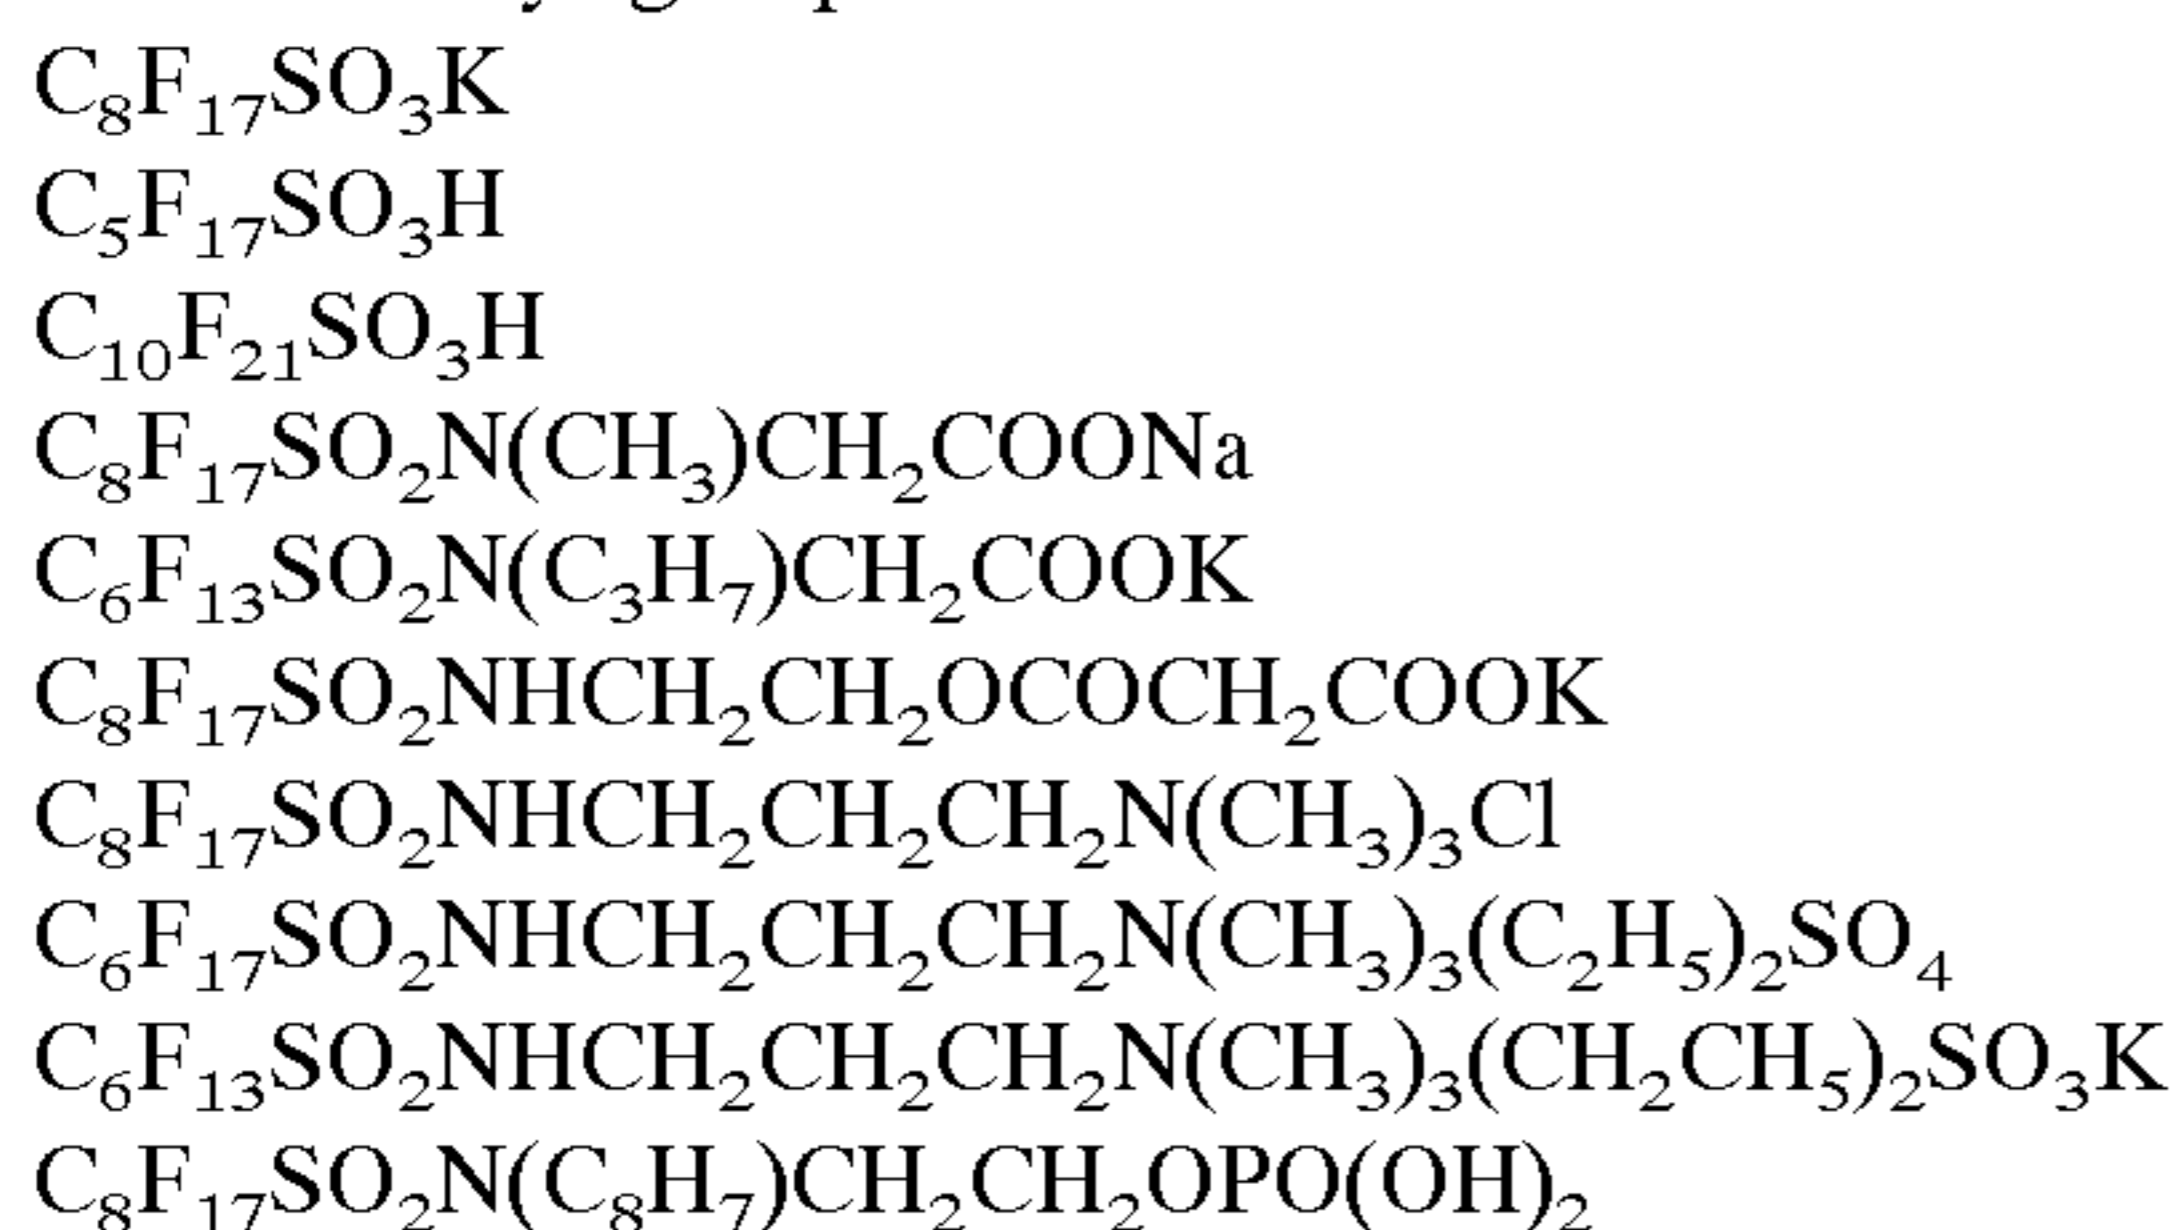 C₈F₁₇SO₃K
C₅F₁₇SO₃H
C₁₀F₂₁SO₃H
C₈F₁₇SO₂N(CH₃)CH₂COONa
C₆F₁₃SO₂N(C₃H₇)CH₂COOK
C₈F₁₇SO₂NHCH₂CH₂OCOCH₂COOK
C₈F₁₇SO₂NHCH₂CH₂CH₂N(CH₃)₃Cl
C₆F₁₇SO₂NHCH₂CH₂CH₂N(CH₃)₃(C₂H₅)₂SO₄
C₆F₁₃SO₂NHCH₂CH₂CH₂N(CH₃)₃(CH₂CH₅)₂SO₃K
C₈F₁₇SO₂N(C₈H₇)CH₂CH₂OPO(OH)₂